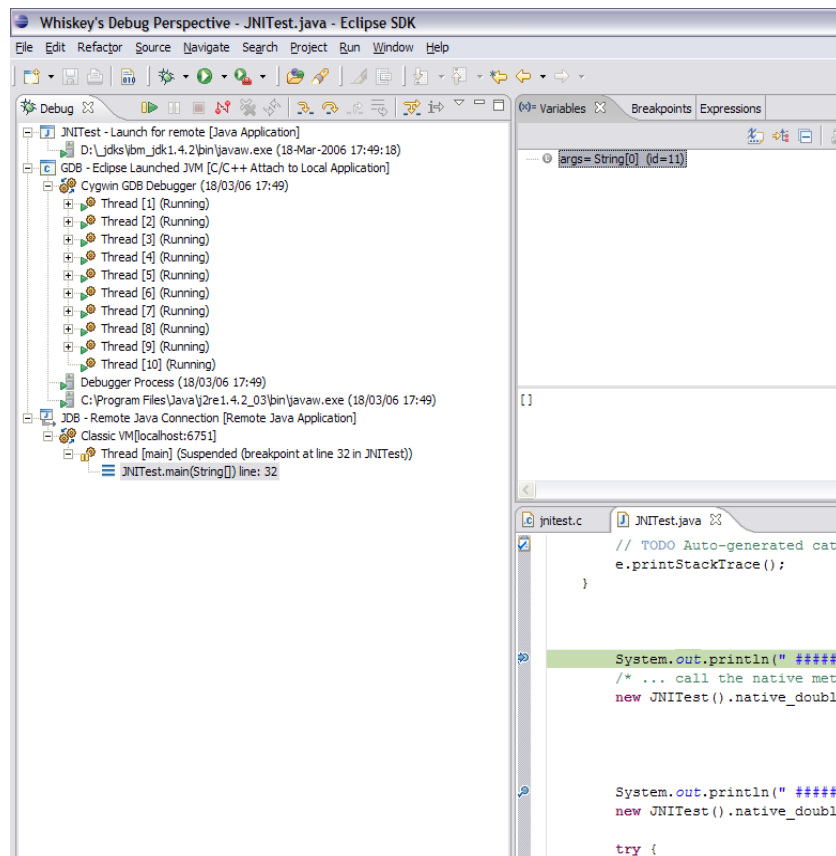 Whiskey's Debug Perspective - JNITest.java - Eclipse SDK
File Edit Refactor Source Navigate Search Project Run Window Help
Debug
JNITest - Launch for remote [Java Application]
D:\_jdks\ibm_jdk1.4.2\bin\javaw.exe (18-Mar-2006 17:49:18)
GDB - Eclipse Launched JVM [C/C++ Attach to Local Application]
Cygwin GDB Debugger (18/03/06 17:49)
Thread [1] (Running)
Thread [2] (Running)
Thread [3] (Running)
Thread [4] (Running)
Thread [5] (Running)
Thread [6] (Running)
Thread [7] (Running)
Thread [8] (Running)
Thread [9] (Running)
Thread [10] (Running)
Debugger Process (18/03/06 17:49)
C:\Program Files\Java\j2re1.4.2_03\bin\javaw.exe (18/03/06 17:49)
JDB - Remote Java Connection [Remote Java Application]
Classic VM[localhost:6751]
Thread [main] (Suspended (breakpoint at line 32 in JNITest))
JNITest.main(String[]) line: 32
(x)= Variables Breakpoints Expressions
args= String[0] (id=11)
[]
jnitest.c JNITest.java
// TODO Auto-generated cat
e.printStackTrace();
}
System.out.println(" #####
/* ... call the native met
new JNITest().native_doubl
System.out.println(" #####
new JNITest().native_doubl
try {